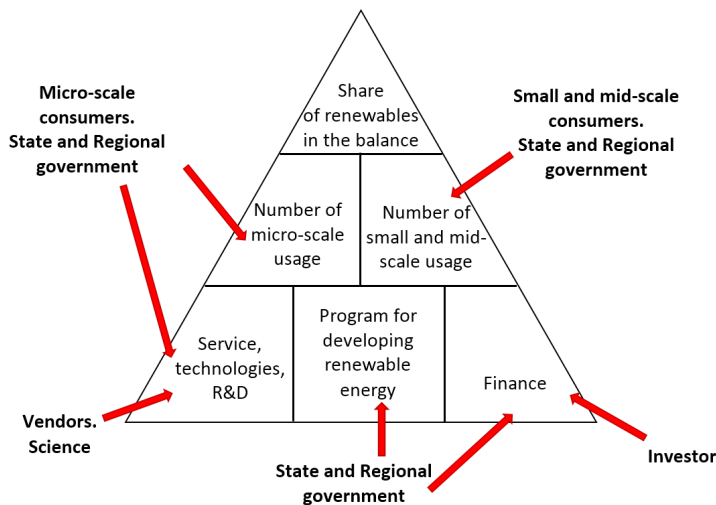 Share
of renewables
in the balance
Micro-scale
consumers.
State and Regional
government
Small and mid-scale
consumers.
State and Regional
government
Number of
micro-scale
usage
Number of
small and mid-
scale usage
Service,
technologies,
R&D
Program for
developing
renewable
energy
Finance
Vendors.
Science
State and Regional
government
Investor